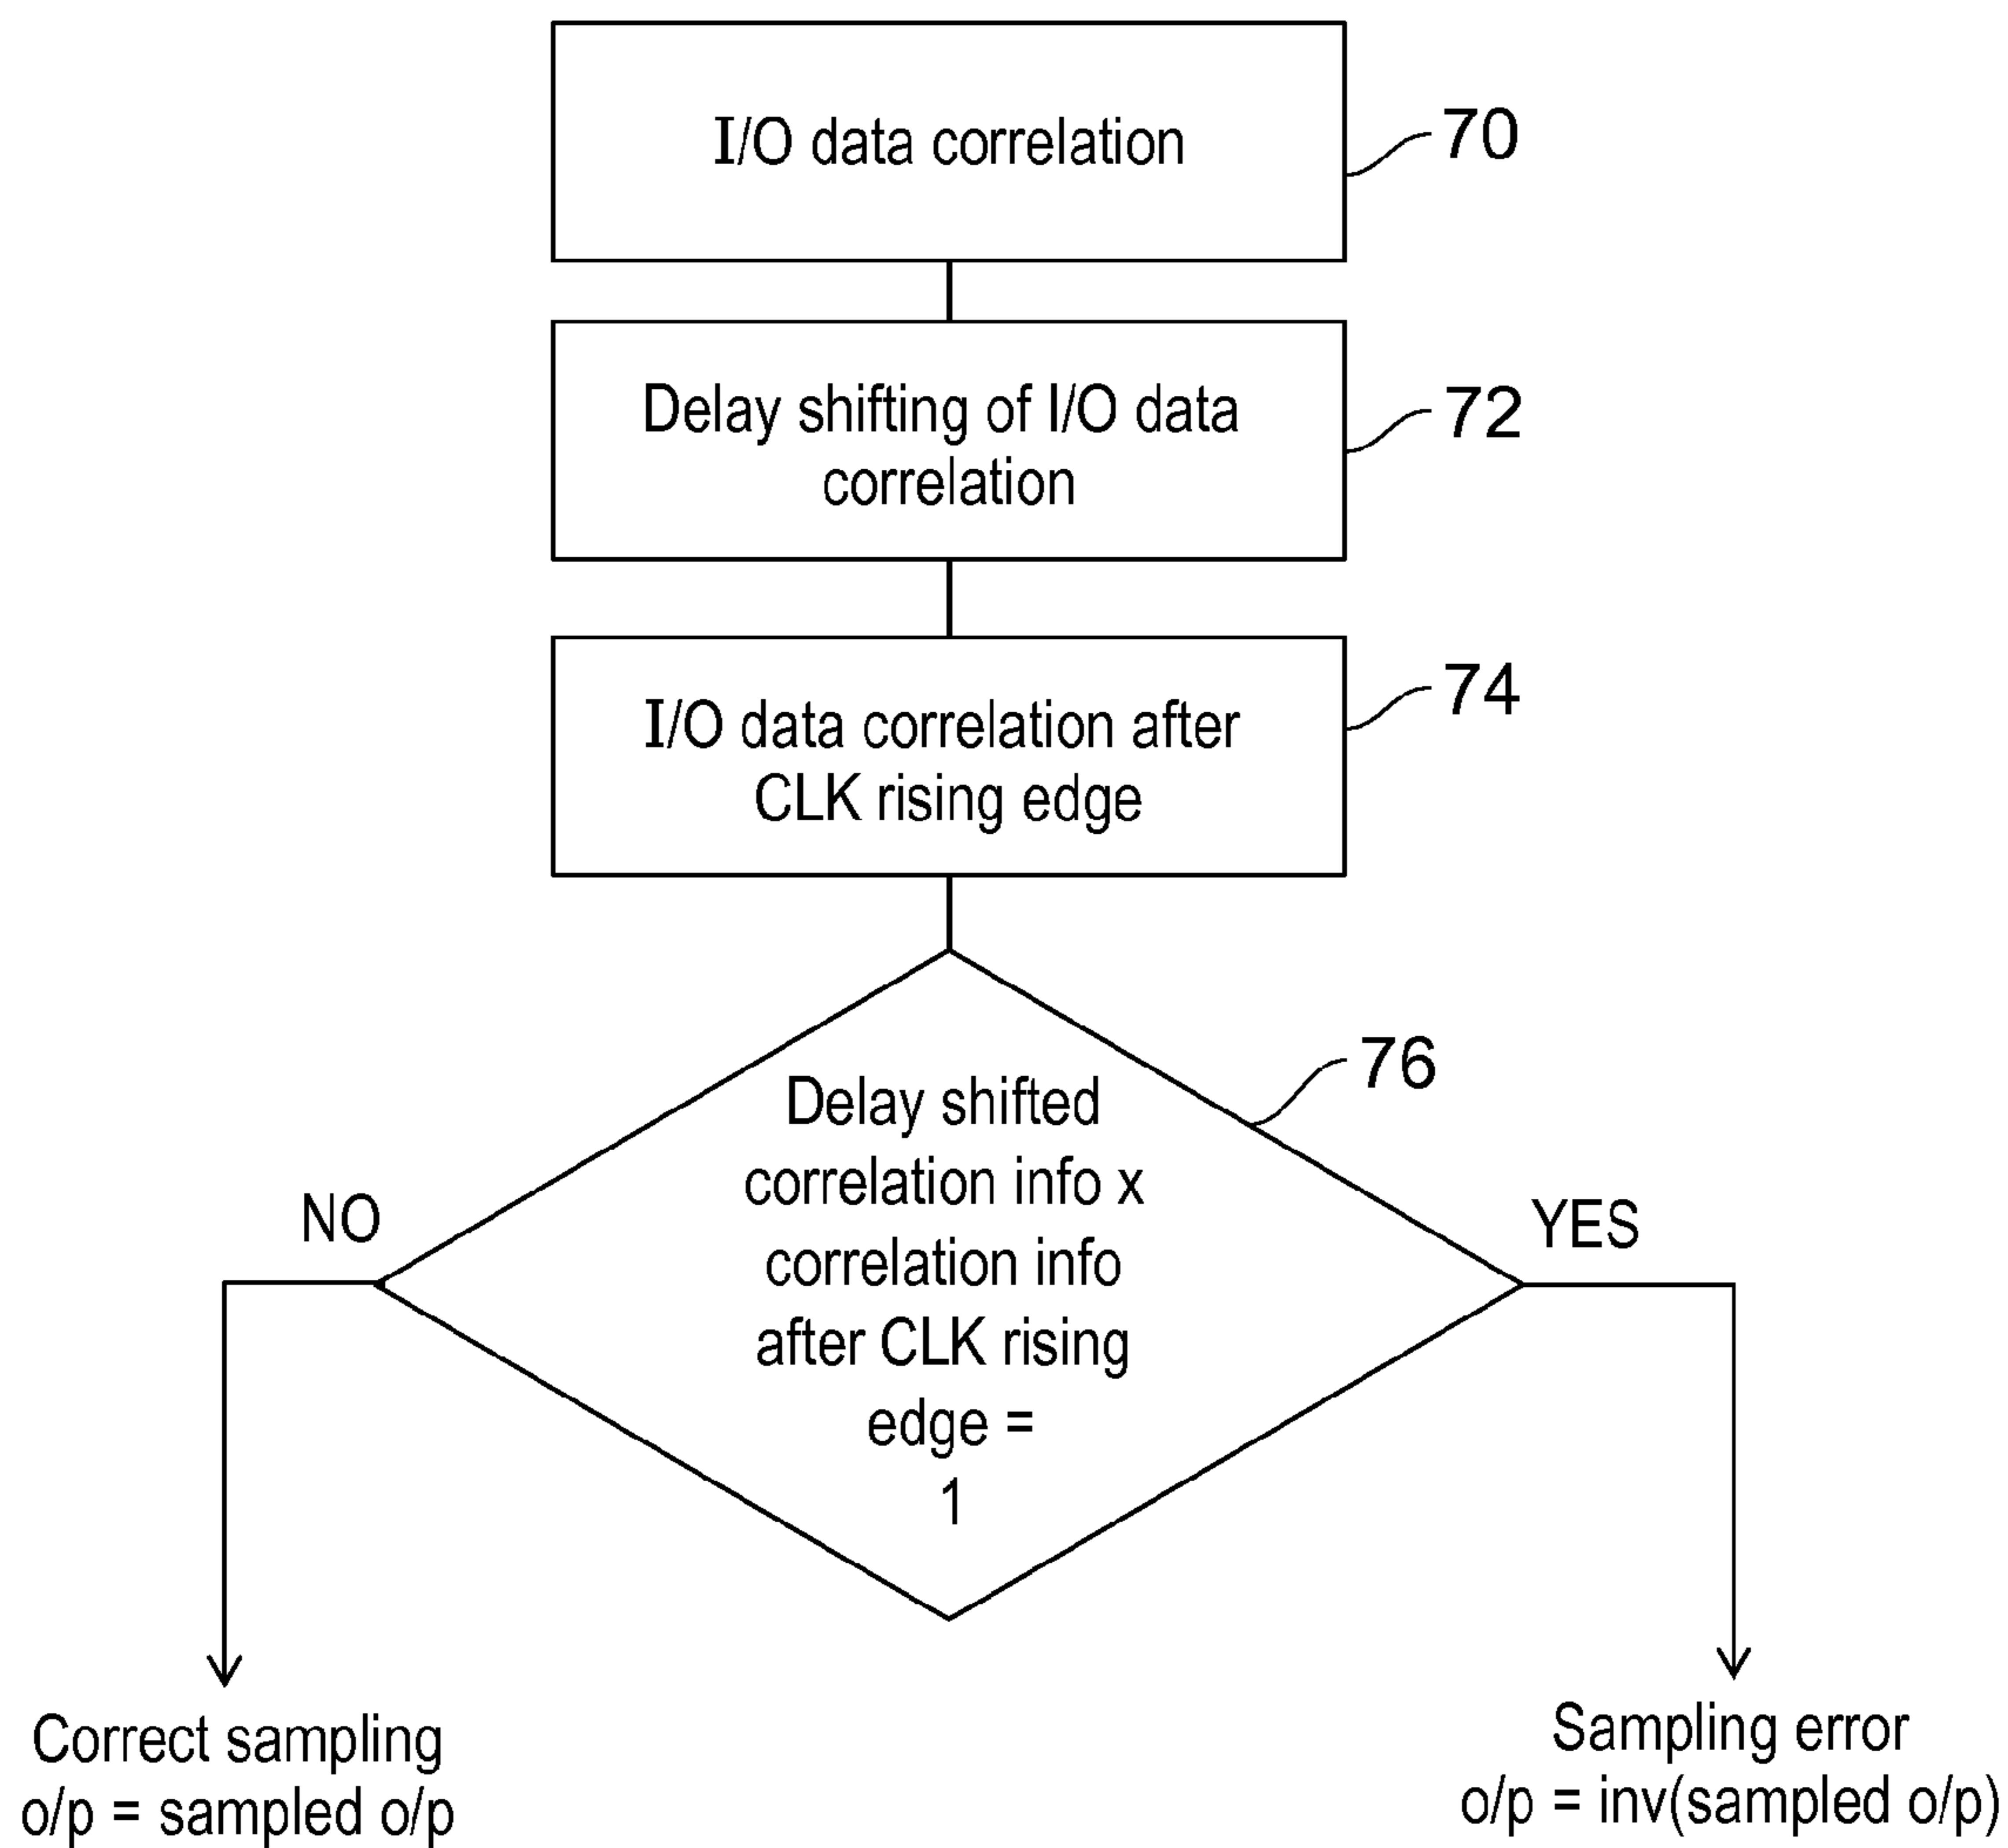 I/O data correlation
70
Delay shifting of I/O data
correlation
72
I/O data correlation after
CLK rising edge
74
Delay shifted
correlation info x
correlation info
after CLK rising
edge =
1
76
NO
YES
Correct sampling
o/p = sampled o/p
Sampling error
o/p = inv(sampled o/p)